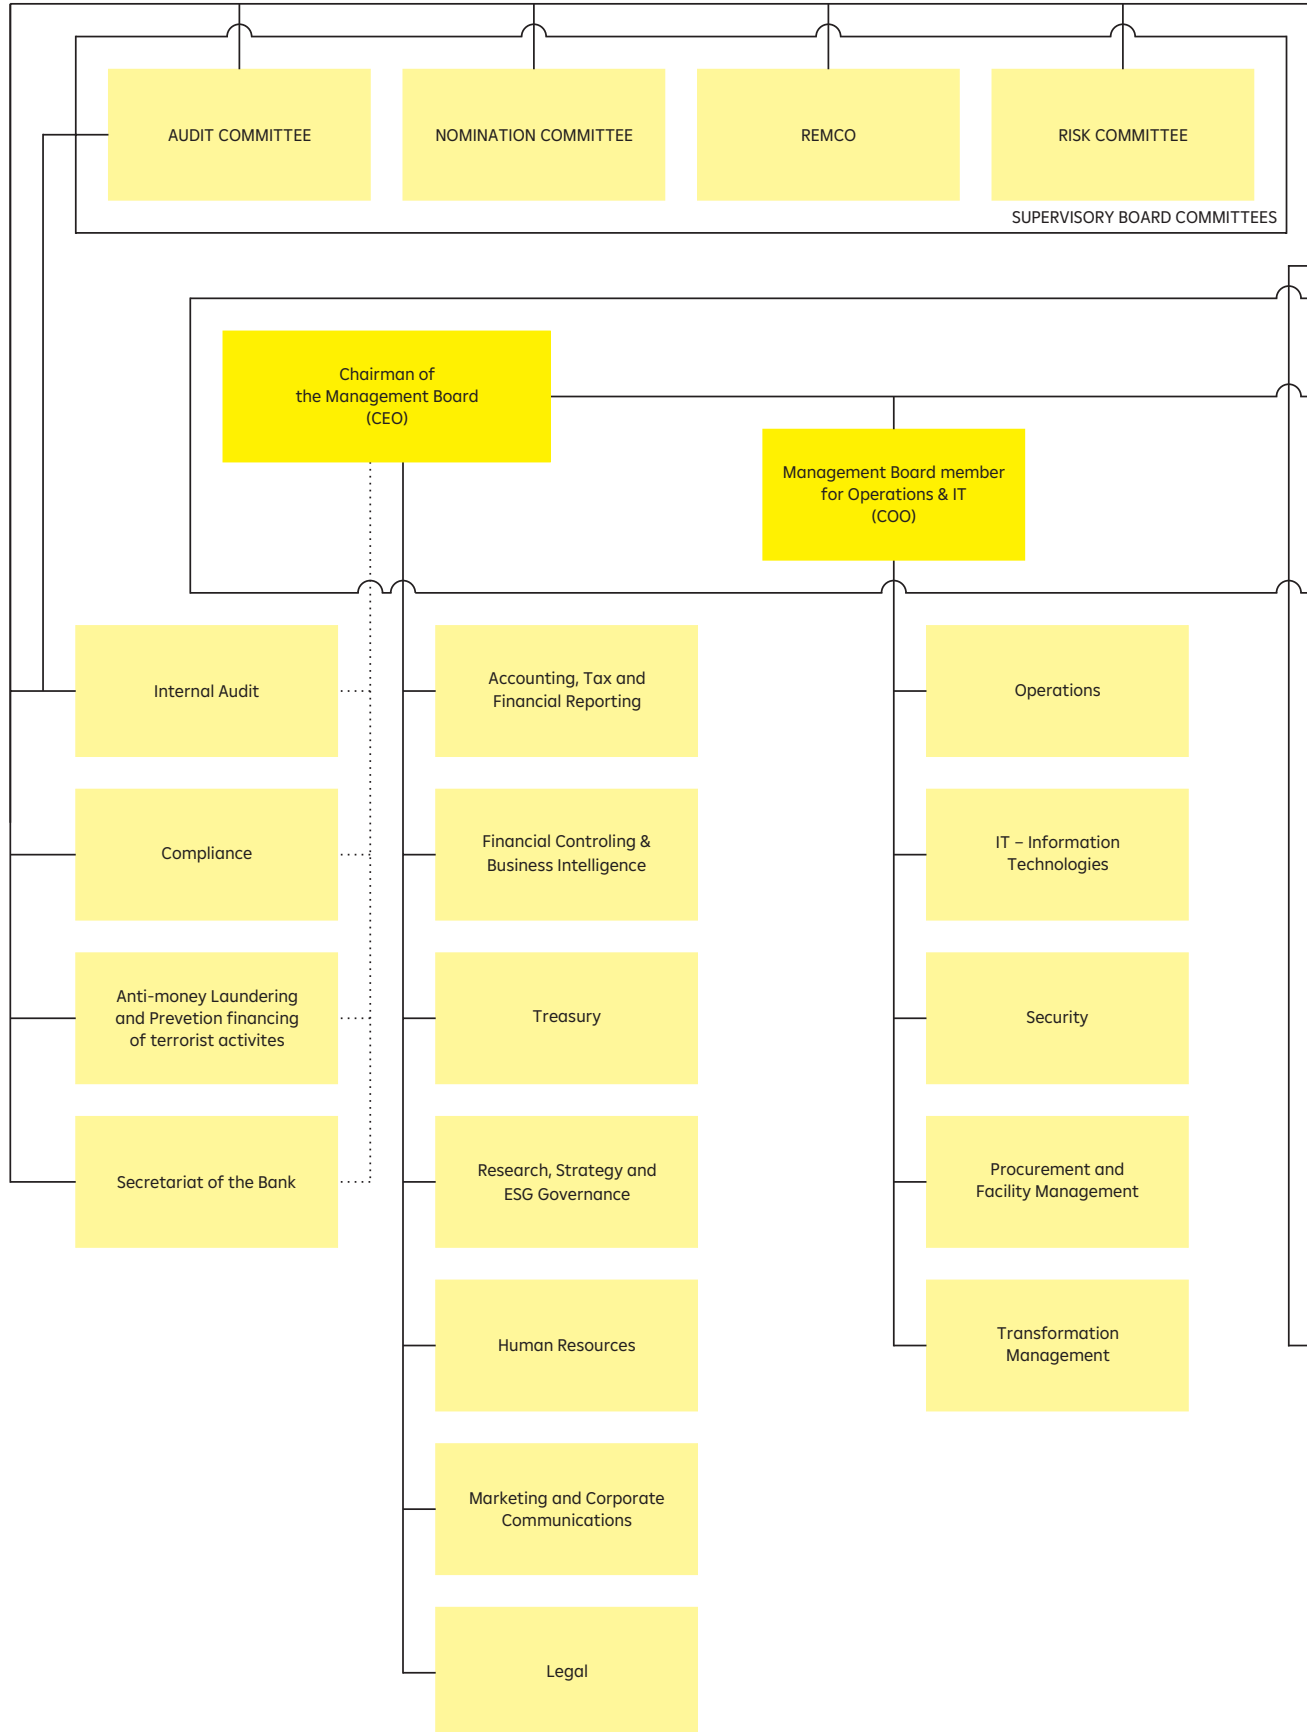 AUDIT COMMITTEE
NOMINATION COMMITTEE
REMCO
RISK COMMITTEE
SUPERVISORY BOARD COMMITTEES
Chairman of
the Management Board
(CEO)
Management Board member
for Operations & IT
(COO)
Internal Audit
Compliance
Anti-money Laundering
and Prevetion financing
of terrorist activites
Secretariat of the Bank
Accounting, Tax and
Financial Reporting
Financial Controling &
Business Intelligence
Treasury
Research, Strategy and
ESG Governance
Human Resources
Marketing and Corporate
Communications
Legal
Operations
IT – Information
Technologies
Security
Procurement and
Facility Management
Transformation
Management